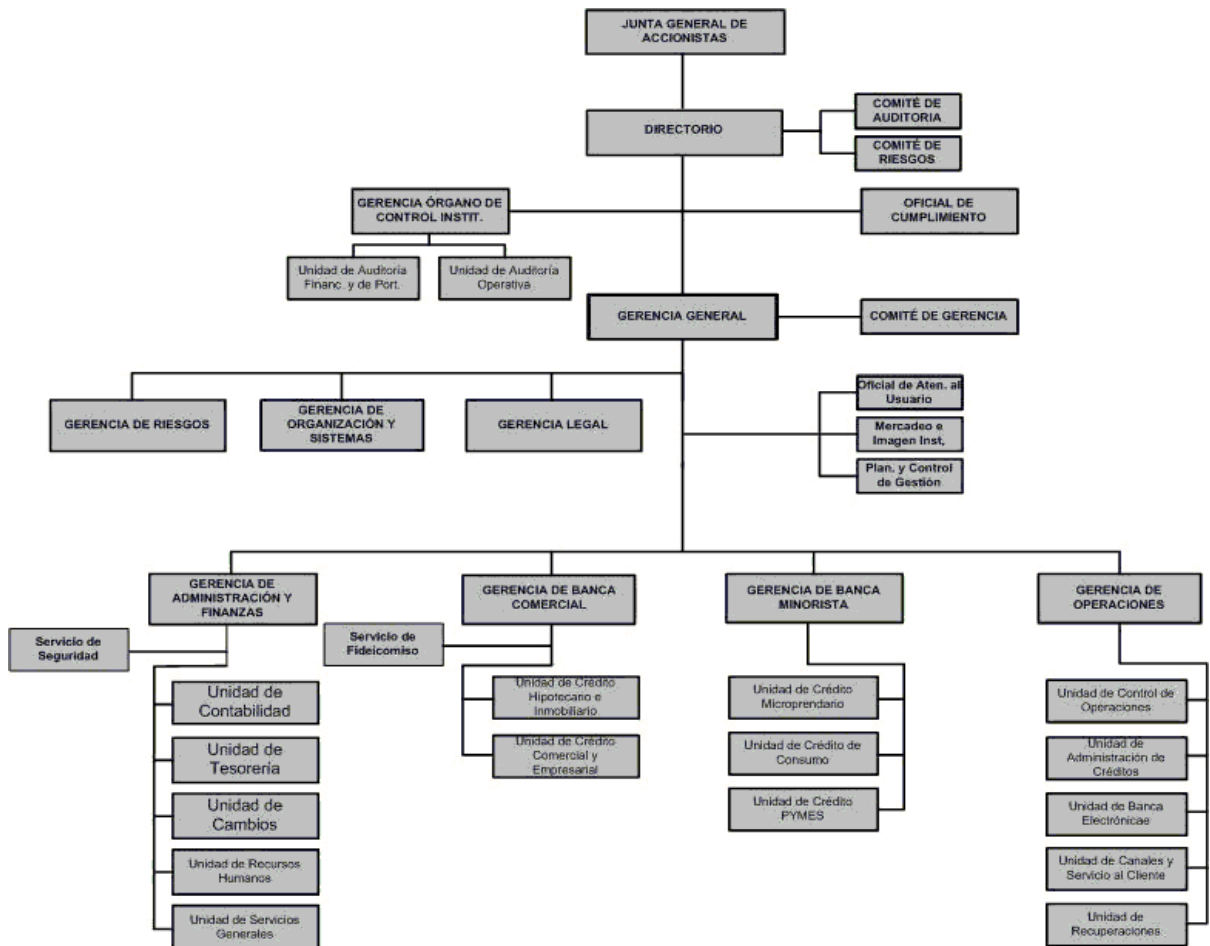 JUNTA GENERAL DE
ACCIONISTAS
DIRECTORIO
COMITÉ DE
AUDITORIA
COMITÉ DE
RIESGOS
GERENCIA ÓRGANO DE
CONTROL INSTIT.
OFICIAL DE
CUMPLIMIENTO
Unidad de Auditoría
Financ. y de Port.
Unidad de Auditoría
Operativa
GERENCIA GENERAL
COMITÉ DE GERENCIA
GERENCIA DE RIESGOS
GERENCIA DE
ORGANIZACIÓN Y
SISTEMAS
GERENCIA LEGAL
Oficial de Aten. al
Usuario
Mercadeo e
Imagen Inst,
Plan. y Control
de Gestión
GERENCIA DE
ADMINISTRACIÓN Y
FINANZAS
GERENCIA DE BANCA
COMERCIAL
GERENCIA DE BANCA
MINORISTA
GERENCIA DE
OPERACIONES
Servicio de
Seguridad
Servicio de
Fideicomiso
Unidad de
Contabilidad
Unidad de
Tesorería
Unidad de
Cambios
Unidad de Recursos
Humanos
Unidad de Servicios
Generales
Unidad de Crédito
Hipotecario e
Inmobiliario
Unidad de Crédito
Comercial y
Empresarial
Unidad de Crédito
Microprendario
Unidad de Crédito de
Consumo
Unidad de Crédito
PYMES
Unidad de Control de
Operaciones
Unidad de
Administración de
Créditos
Unidad de Banca
Electrónicae
Unidad de Canales y
Servicio al Cliente
Unidad de
Recuperaciones